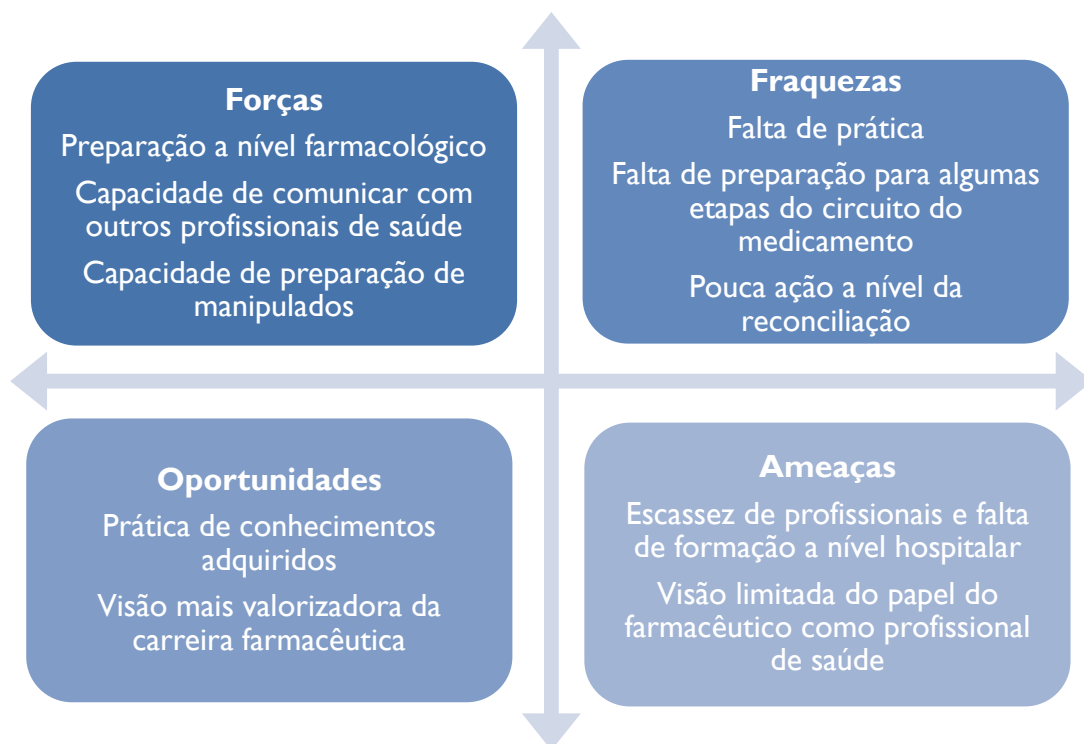 Forças
Preparação a nível farmacológico
Capacidade de comunicar com
outros profissionais de saúde
Capacidade de preparação de
manipulados
Fraquezas
Falta de prática
Falta de preparação para algumas
etapas do circuito do
medicamento
Pouca ação a nível da
reconciliação
Oportunidades
Prática de conhecimentos
adquiridos
Visão mais valorizadora da
carreira farmacêutica
Ameaças
Escassez de profissionais e falta
de formação a nível hospitalar
Visão limitada do papel do
farmacêutico como profissional
de saúde